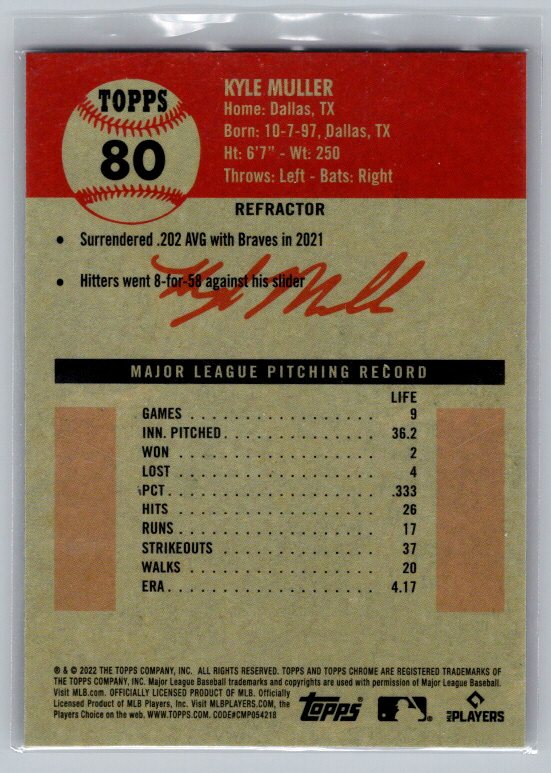 TOPPS
80
KYLE MULLER
Home: Dallas, TX
Born: 10-7-97, Dallas, TX
Ht: 6'7" - Wt: 250
Throws: Left - Bats: Right
REFRACTOR
• Surrendered .202 AVG with Braves in 2021
• Hitters went 8-for-58 against his slider
Kyle Muller
MAJOR LEAGUE PITCHING RECORD
LIFE
GAMES . . . . . . . . . . . . . . . . . . . . 9
INN. PITCHED . . . . . . . . . . . . . . . . 36.2
WON . . . . . . . . . . . . . . . . . . . . 2
LOST . . . . . . . . . . . . . . . . . . . . 4
PCT . . . . . . . . . . . . . . . . . . . . .333
HITS . . . . . . . . . . . . . . . . . . . . 26
RUNS . . . . . . . . . . . . . . . . . . . . 17
STRIKEOUTS . . . . . . . . . . . . . . . . 37
WALKS . . . . . . . . . . . . . . . . . . . 20
ERA . . . . . . . . . . . . . . . . . . . . 4.17
® & © 2022 THE TOPPS COMPANY, INC. ALL RIGHTS RESERVED. TOPPS AND TOPPS CHROME ARE REGISTERED TRADEMARKS OF
THE TOPPS COMPANY, INC. Major League Baseball trademarks and copyrights are used with permission of Major League Baseball.
Visit MLB.com. OFFICIALLY LICENSED PRODUCT OF MLB. Officially
Licensed Product of MLB Players, Inc. Visit MLBPLAYERS.com, the
Players Choice on the web. WWW.TOPPS.COM. CODE#CMP054218
Topps
MLB PLAYERS